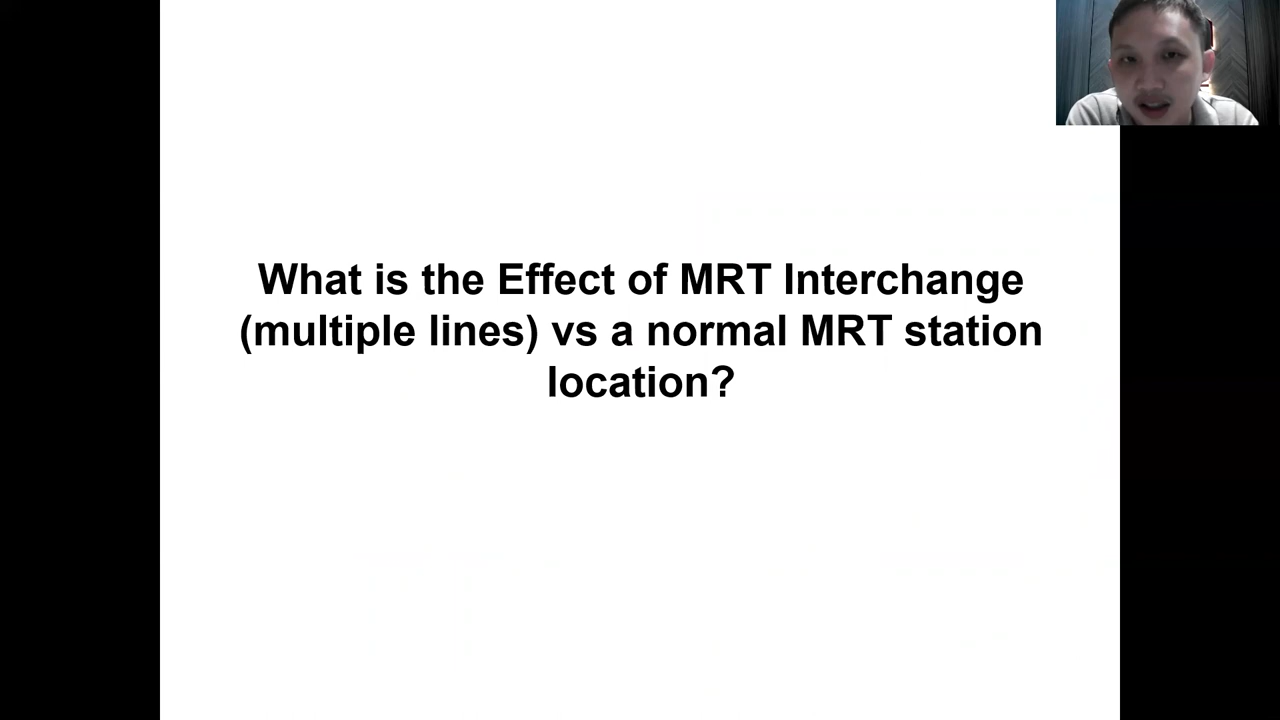 What is the Effect of MRT Interchange
(multiple lines) vs a normal MRT station
location?